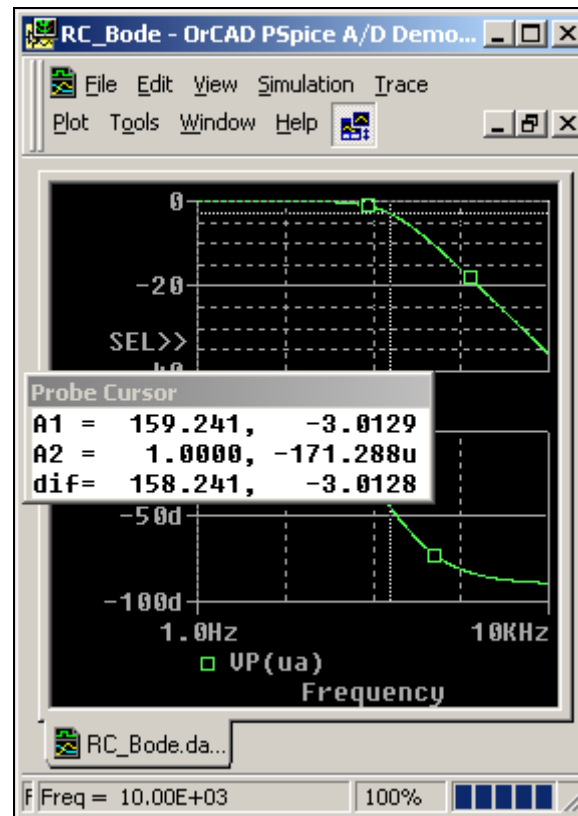 RC_Bode - OrCAD PSpice A/D Demo...
File Edit View Simulation Trace
Plot Tools Window Help
0
-20
SEL>>
Probe Cursor
A1 = 159.241, -3.0129
A2 = 1.0000, -171.288u
dif= 158.241, -3.0128
-50d
-100d
1.0Hz 10KHz
VP(ua)
Frequency
RC_Bode.da...
Freq = 10.00E+03 100%